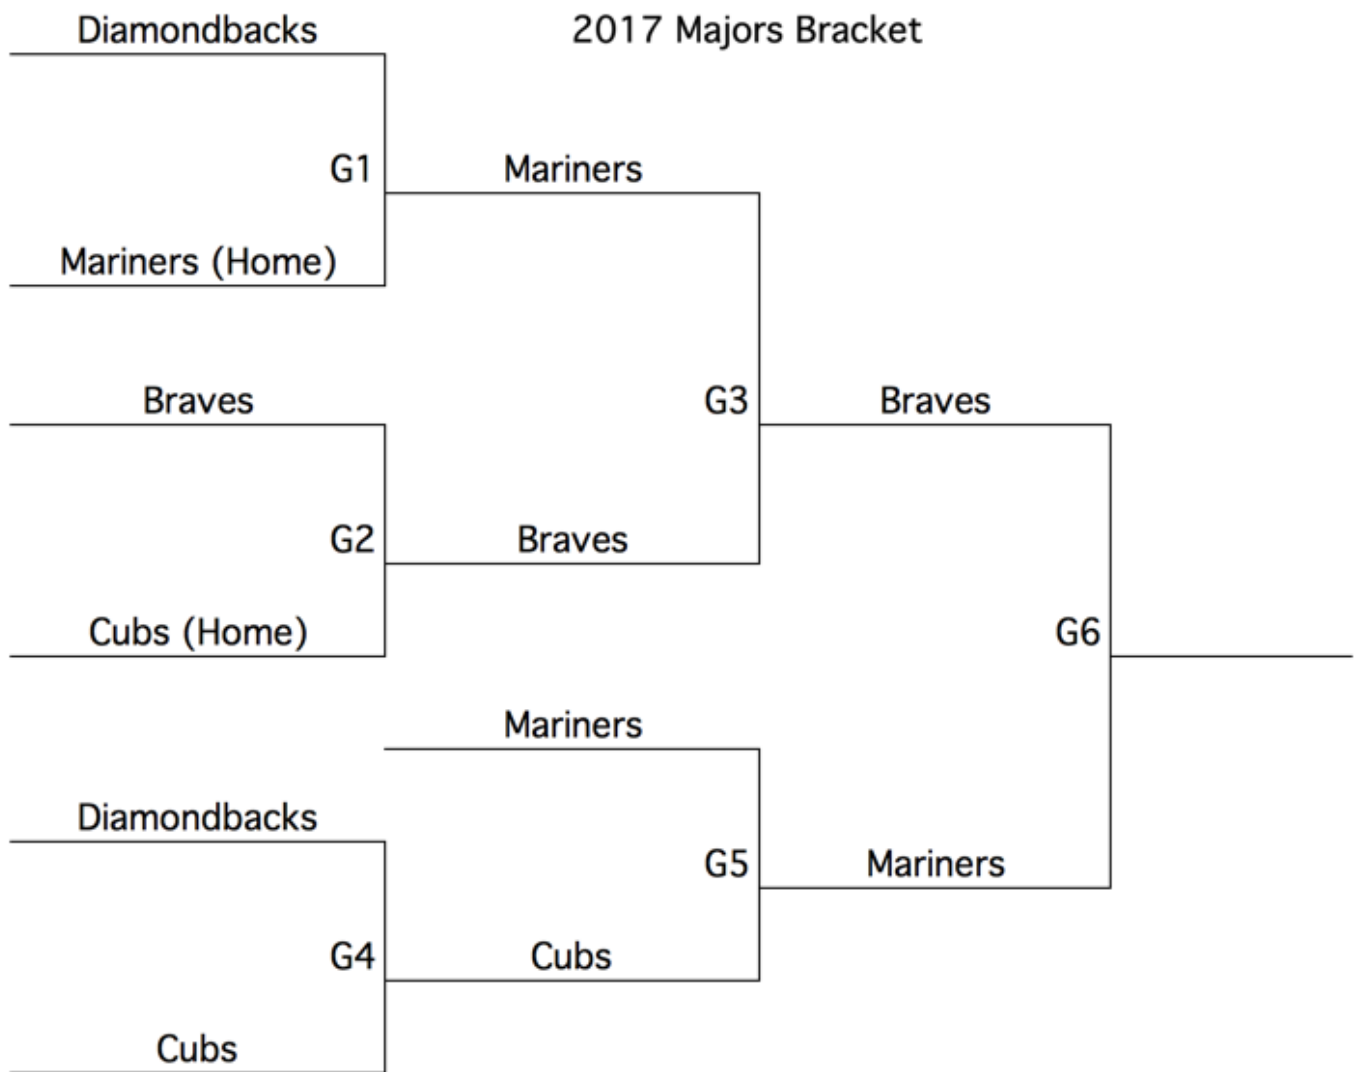 Diamondbacks
2017 Majors Bracket
G1
Mariners
Mariners (Home)
Braves
G3
Braves
G2
Braves
Cubs (Home)
G6
Mariners
Diamondbacks
G5
Mariners
G4
Cubs
Cubs